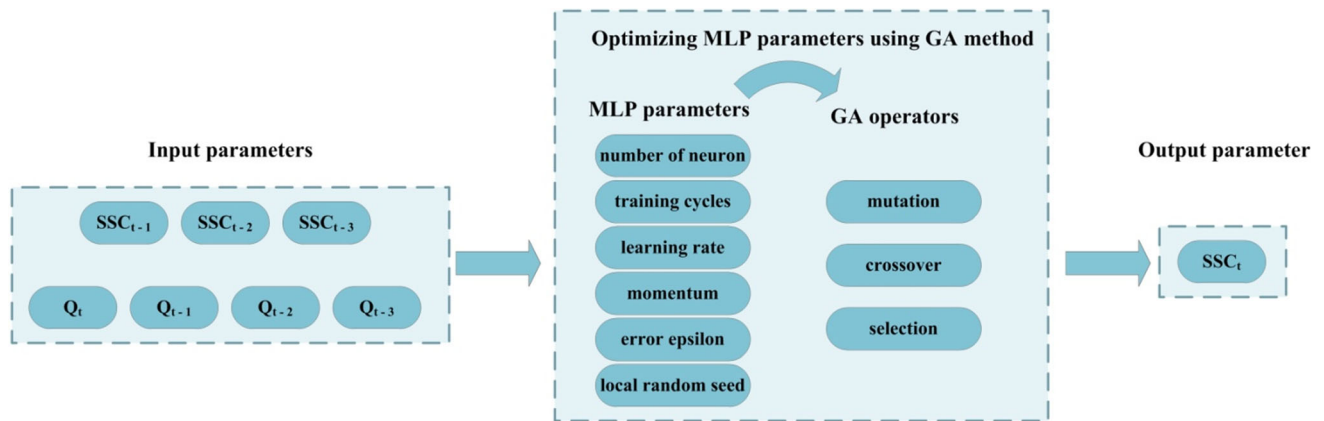 Input parameters
SSCt - 1
SSCt - 2
SSCt - 3
Qt
Qt - 1
Qt - 2
Qt - 3
Optimizing MLP parameters using GA method
MLP parameters
number of neuron
training cycles
learning rate
momentum
error epsilon
local random seed
GA operators
mutation
crossover
selection
Output parameter
SSCt